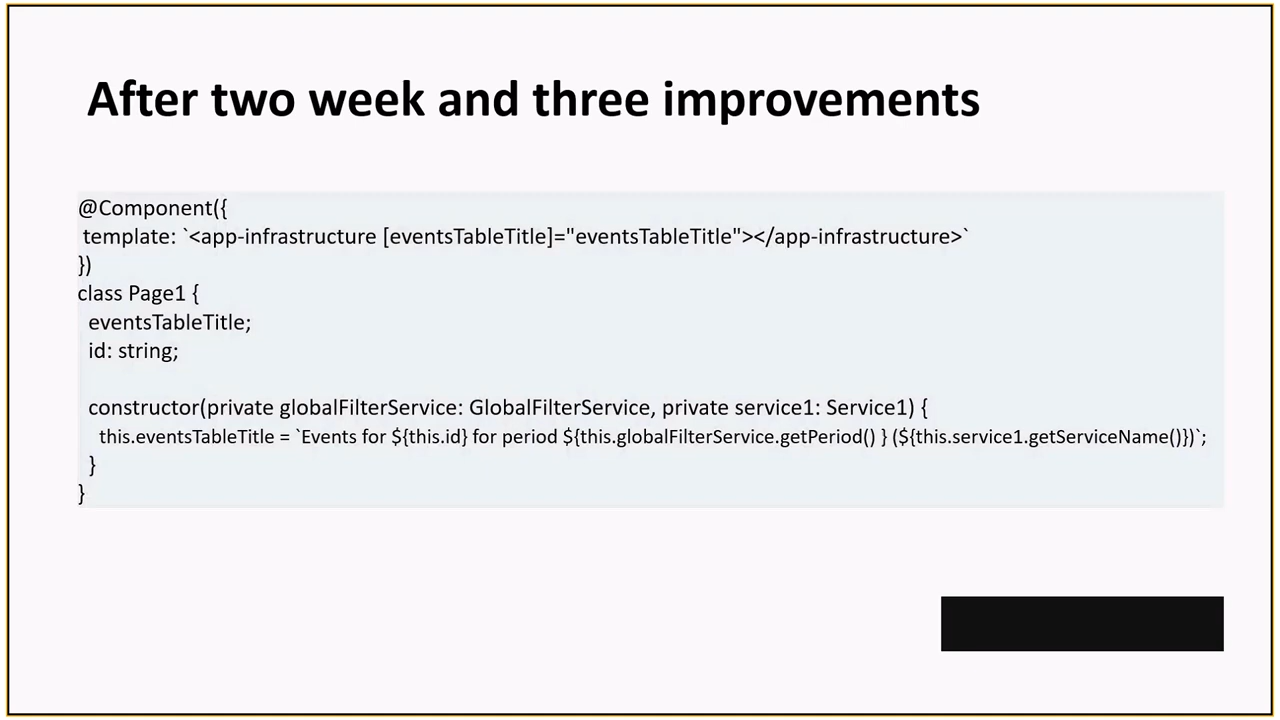 After two week and three improvements
@Component({
template: `<app-infrastructure [eventsTableTitle]="eventsTableTitle"></app-infrastructure>`
})
class Page1 {
eventsTableTitle;
id: string;
constructor(private globalFilterService: GlobalFilterService, private service1: Service1) {
this.eventsTableTitle = `Events for ${this.id} for period ${this.globalFilterService.getPeriod() } (${this.service1.getServiceName()})`;
}
}